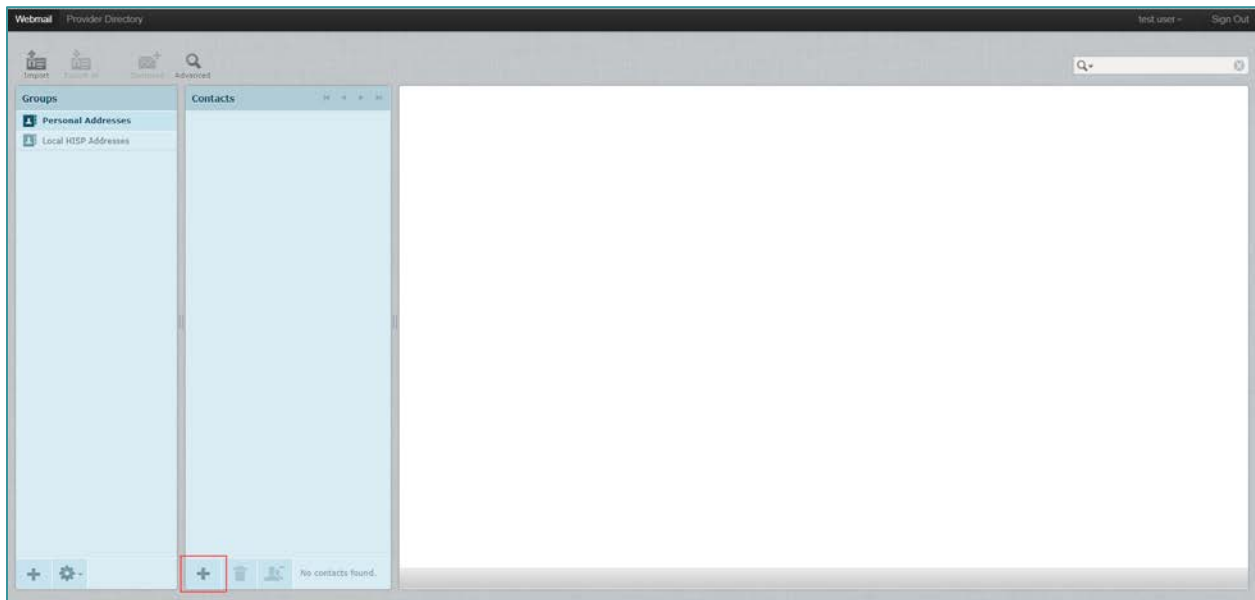 Webmail Provider Directory test user Sign Out
Import Advanced
Groups
Personal Addresses
Local HISP Addresses
Contacts
No contacts found.